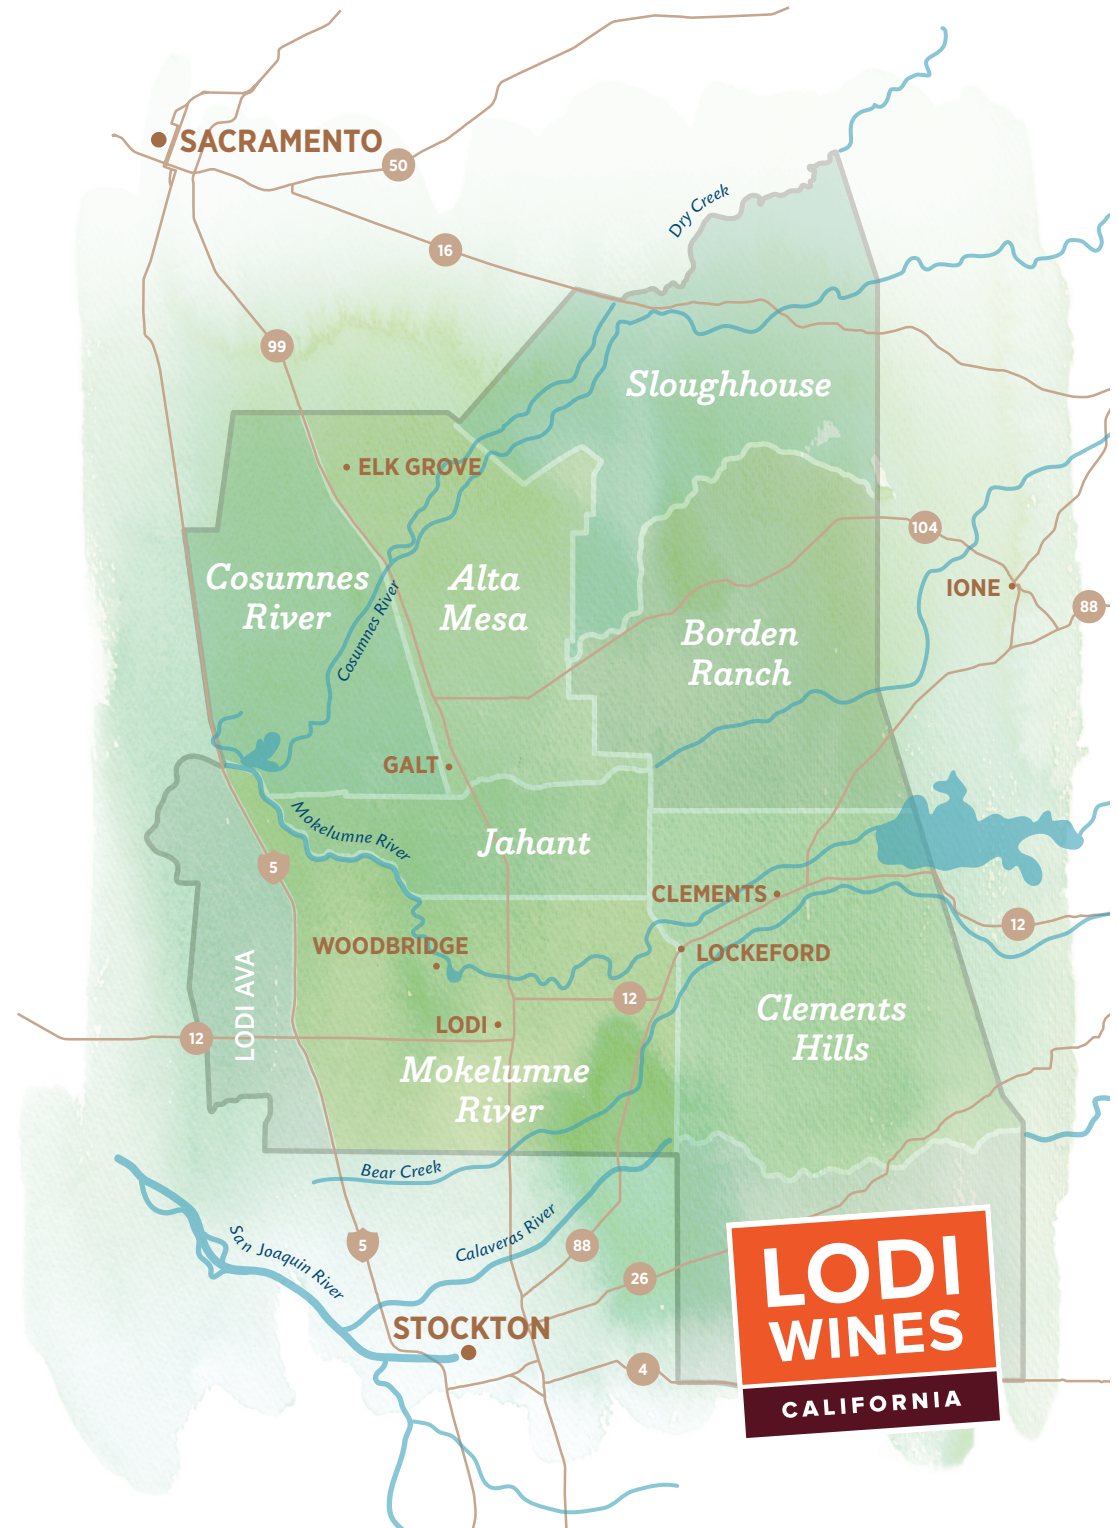 SACRAMENTO
50
Dry Creek
16
99
Sloughhouse
ELK GROVE
104
Cosumnes
River
Alta
Mesa
IONE
88
Cosumnes River
Borden
Ranch
GALT
Mokelumne River
Jahant
5
CLEMENTS
12
WOODBRIDGE
LOCKEFORD
LODI AVA
12
Clements
Hills
LODI
12
Mokelumne
River
Bear Creek
San Joaquin River
Calaveras River
5
88
26
LODI
WINES
CALIFORNIA
STOCKTON
4